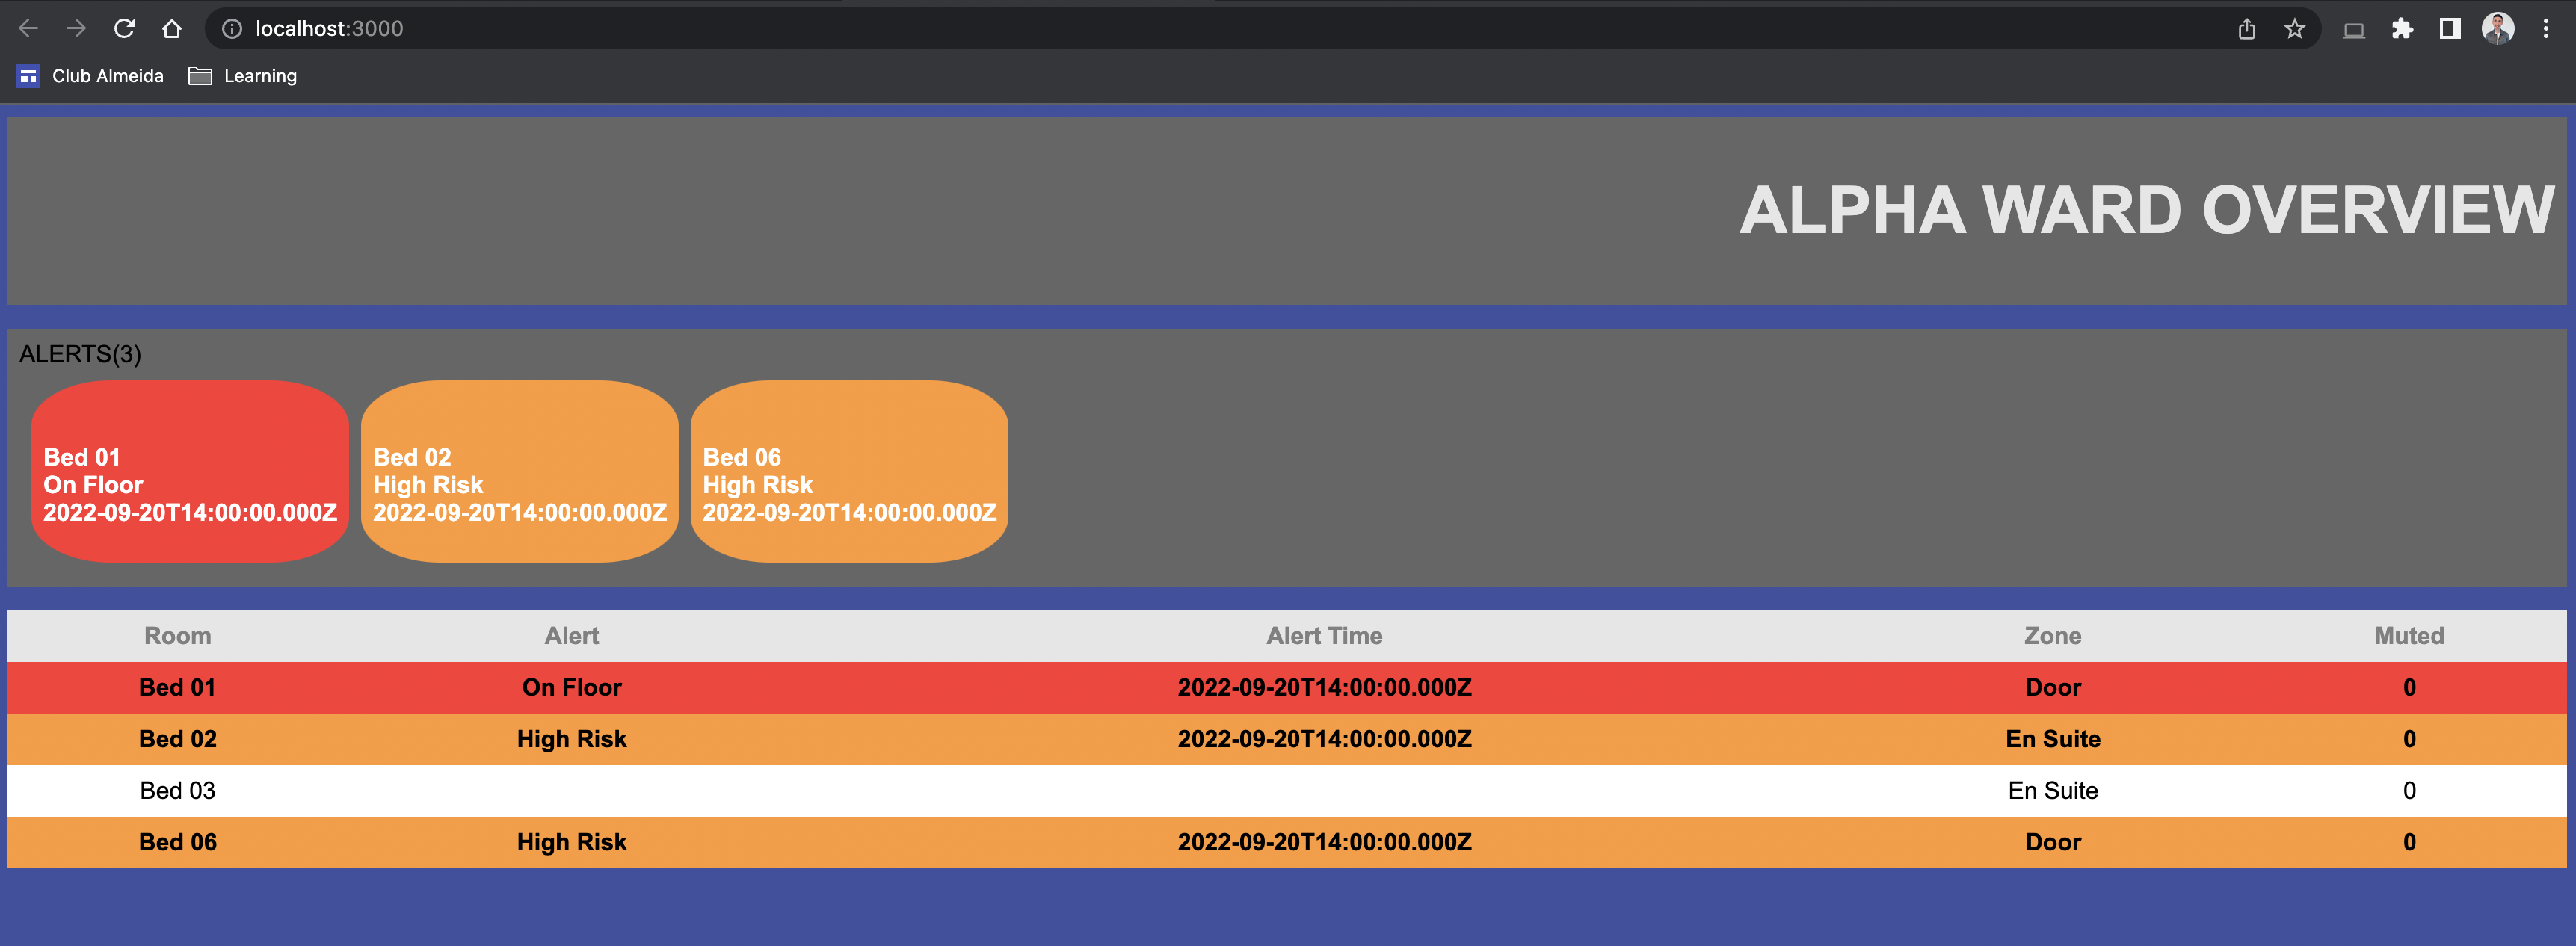 localhost:3000
Club Almeida Learning
ALPHA WARD OVERVIEW
ALERTS(3)
Bed 01
On Floor
2022-09-20T14:00:00.000Z
Bed 02
High Risk
2022-09-20T14:00:00.000Z
Bed 06
High Risk
2022-09-20T14:00:00.000Z
Room Alert Alert Time Zone Muted
Bed 01 On Floor 2022-09-20T14:00:00.000Z Door 0
Bed 02 High Risk 2022-09-20T14:00:00.000Z En Suite 0
Bed 03 En Suite 0
Bed 06 High Risk 2022-09-20T14:00:00.000Z Door 0